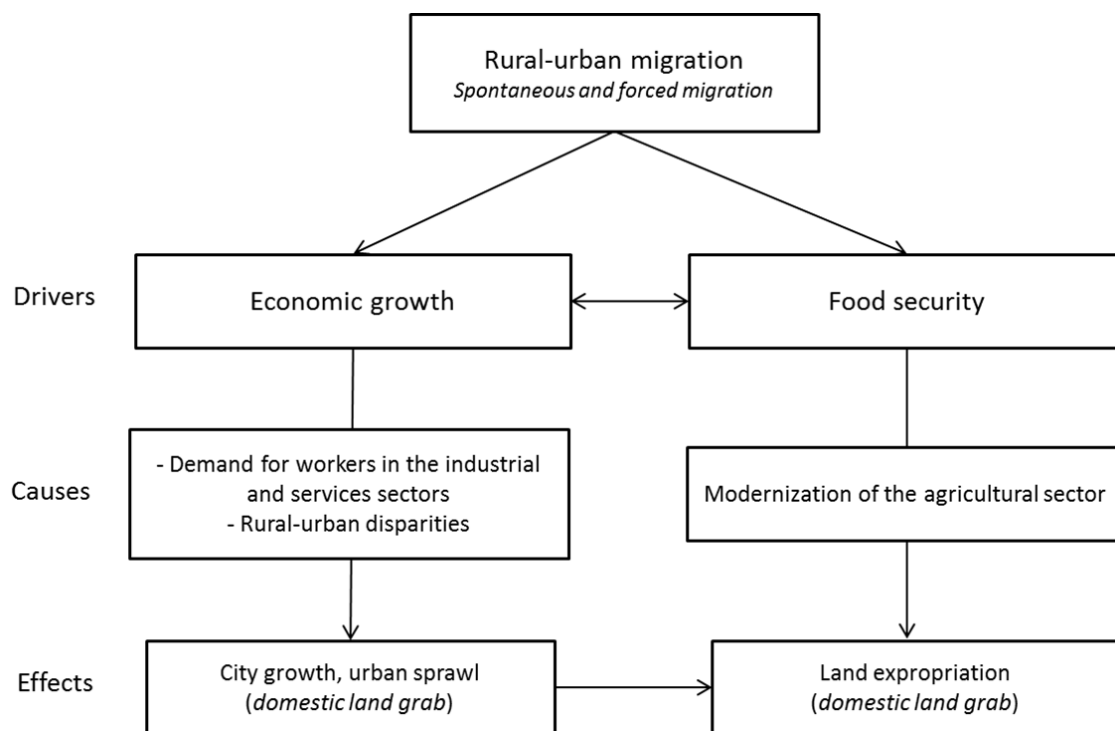 Rural-urban migration
Spontaneous and forced migration
Drivers
Economic growth
Food security
Causes
- Demand for workers in the industrial
and services sectors
- Rural-urban disparities
Modernization of the agricultural sector
Effects
City growth, urban sprawl
(domestic land grab)
Land expropriation
(domestic land grab)